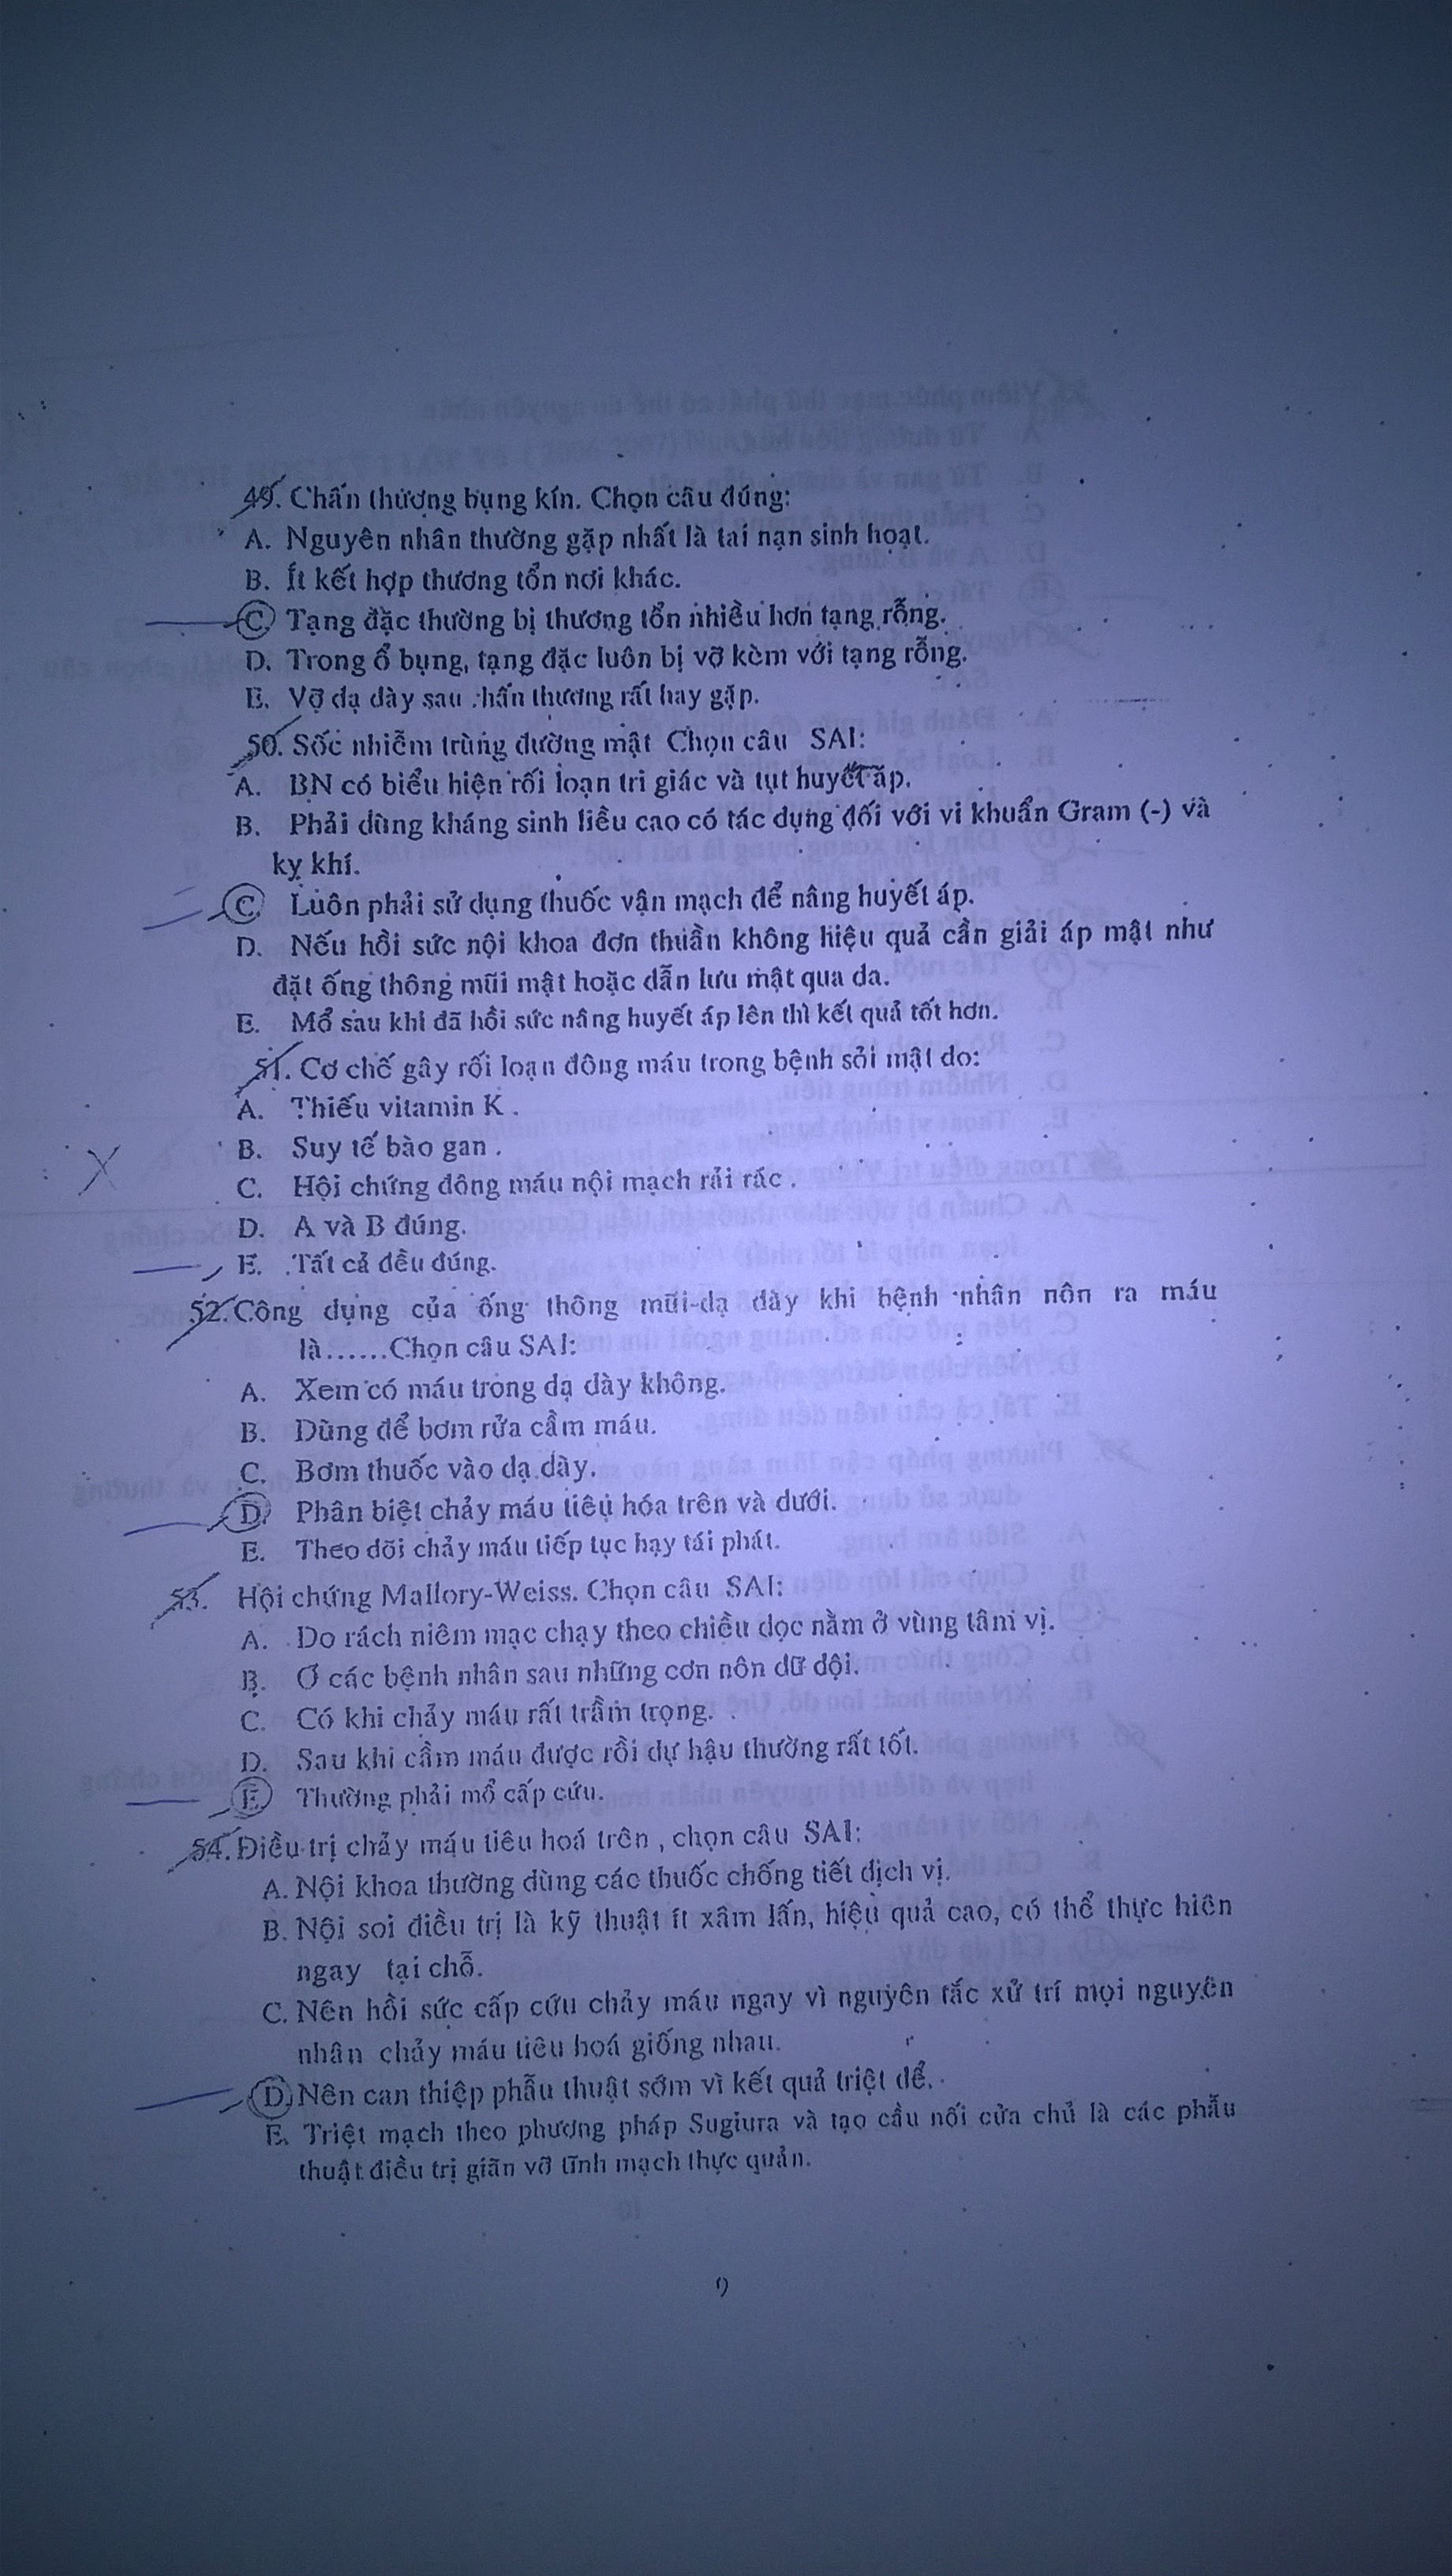 49. Chấn thương bụng kín. Chọn câu đúng:
A. Nguyên nhân thường gặp nhất là tai nạn sinh hoạt.
B. Ít kết hợp thương tổn nơi khác.
C. Tạng đặc thường bị thương tổn nhiều hơn tạng rỗng.
D. Trong ổ bụng, tạng đặc luôn bị vỡ kèm với tạng rỗng.
E. Vỡ dạ dày sau chấn thương rất hay gặp.
50. Sốc nhiễm trùng đường mật Chọn câu SAI:
A. BN có biểu hiện rối loạn tri giác và tụt huyết áp.
B. Phải dùng kháng sinh liều cao có tác dụng đối với vi khuẩn Gram (-) và
kỵ khí.
C. Luôn phải sử dụng thuốc vận mạch để nâng huyết áp.
D. Nếu hồi sức nội khoa đơn thuần không hiệu quả cần giải áp mật như
đặt ống thông mũi mật hoặc dẫn lưu mật qua da.
E. Mổ sau khi đã hồi sức nâng huyết áp lên thì kết quả tốt hơn.
51. Cơ chế gây rối loạn đông máu trong bệnh sỏi mật do:
A. Thiếu vitamin K .
B. Suy tế bào gan .
C. Hội chứng đông máu nội mạch rải rác .
D. A và B đúng.
E. Tất cả đều đúng.
52. Công dụng của ống thông mũi-dạ dày khi bệnh nhân nôn ra máu
là......Chọn câu SAI:
A. Xem có máu trong dạ dày không.
B. Dùng để bơm rửa cầm máu.
C. Bơm thuốc vào dạ dày.
D. Phân biệt chảy máu tiêu hóa trên và dưới.
E. Theo dõi chảy máu tiếp tục hay tái phát.
53. Hội chứng Mallory-Weiss. Chọn câu SAI:
A. Do rách niêm mạc chạy theo chiều dọc nằm ở vùng tâm vị.
B. Ơ các bệnh nhân sau những cơn nôn dữ dội.
C. Có khi chảy máu rất trầm trọng.
D. Sau khi cầm máu được rồi dự hậu thường rất tốt.
E. Thường phải mổ cấp cứu.
54. Điều trị chảy máu tiêu hoá trên , chọn câu SAI:
A. Nội khoa thường dùng các thuốc chống tiết dịch vị.
B. Nội soi điều trị là kỹ thuật ít xâm lấn, hiệu quả cao, có thể thực hiên
ngay tại chỗ.
C. Nên hồi sức cấp cứu chảy máu ngay vì nguyên tắc xử trí mọi nguyên
nhân chảy máu tiêu hoá giống nhau.
D. Nên can thiệp phẫu thuật sớm vì kết quả triệt để.
E. Triệt mạch theo phương pháp Sugiura và tạo cầu nối cửa chủ là các phẫu
thuật điều trị giãn vỡ tĩnh mạch thực quản.
9